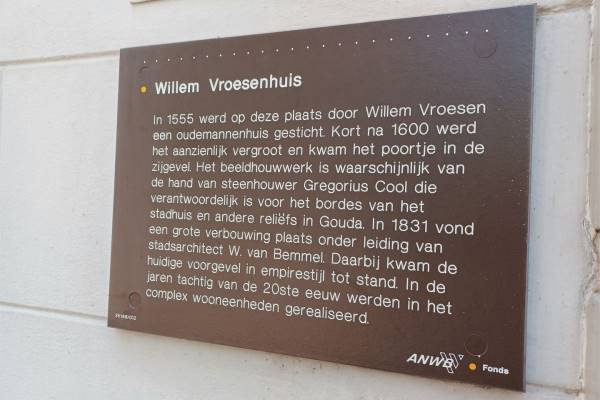 Willem Vroesenhuis
In 1555 werd op deze plaats door Willem Vroesen
een oudemannenhuis gesticht. Kort na 1600 werd
het aanzienlijk vergroot en kwam het poortje in de
zijgevel. Het beeldhouwwerk is waarschijnlijk van
de hand van steenhouwer Gregorius Cool die
verantwoordelijk is voor het bordes van het
stadhuis en andere reliëfs in Gouda. In 1831 vond
een grote verbouwing plaats onder leiding van
stadsarchitect W. van Bemmel. Daarbij kwam de
huidige voorgevel in empirestijl tot stand. In de
jaren tachtig van de 20ste eeuw werden in het
complex wooneenheden gerealiseerd.
ANWB
Fonds